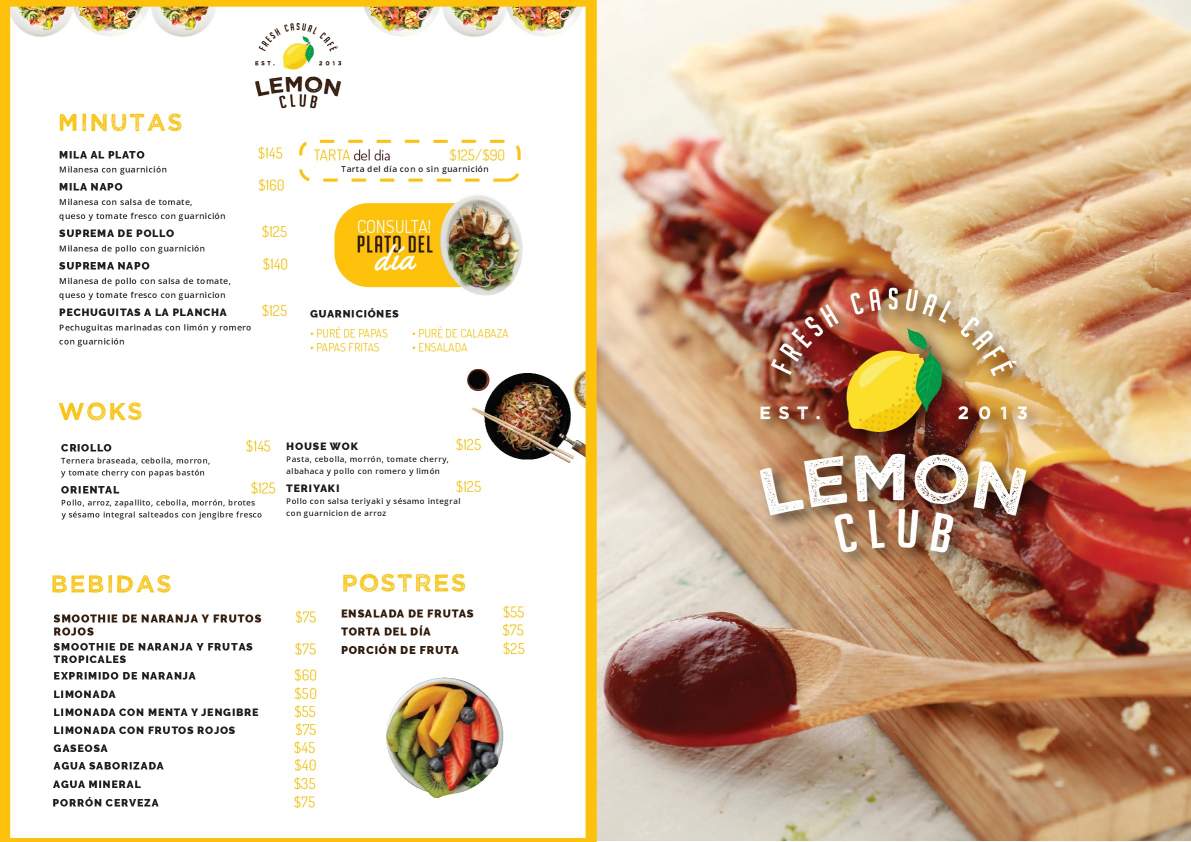 FRESH CASUAL CAFÉ
EST. 2013
LEMON
CLUB
MINUTAS
MILA AL PLATO $145
Milanesa con guarnición
MILA NAPO $160
Milanesa con salsa de tomate,
queso y tomate fresco con guarnición
SUPREMA DE POLLO $125
Milanesa de pollo con guarnición
SUPREMA NAPO $140
Milanesa de pollo con salsa de tomate,
queso y tomate fresco con guarnicion
PECHUGUITAS A LA PLANCHA $125
Pechuguitas marinadas con limón y romero
con guarnición
TARTA del dia $125/$90
Tarta del día con o sin guarnición
CONSULTA!
PLATO DEL
día
GUARNICIÓNES
• PURÉ DE PAPAS • PURÉ DE CALABAZA
• PAPAS FRITAS • ENSALADA
WOKS
CRIOLLO $145
Ternera braseada, cebolla, morron,
y tomate cherry con papas bastón
ORIENTAL $125
Pollo, arroz, zapallito, cebolla, morrón, brotes
y sésamo integral salteados con jengibre fresco
HOUSE WOK $125
Pasta, cebolla, morrón, tomate cherry,
albahaca y pollo con romero y limón
TERIYAKI $125
Pollo con salsa teriyaki y sésamo integral
con guarnicion de arroz
BEBIDAS
SMOOTHIE DE NARANJA Y FRUTOS $75
ROJOS
SMOOTHIE DE NARANJA Y FRUTAS $75
TROPICALES
EXPRIMIDO DE NARANJA $60
LIMONADA $50
LIMONADA CON MENTA Y JENGIBRE $55
LIMONADA CON FRUTOS ROJOS $75
GASEOSA $45
AGUA SABORIZADA $40
AGUA MINERAL $35
PORRÓN CERVEZA $75
POSTRES
ENSALADA DE FRUTAS $55
TORTA DEL DÍA $75
PORCIÓN DE FRUTA $25
FRESH CASUAL CAFÉ
EST. 2013
LEMON
CLUB